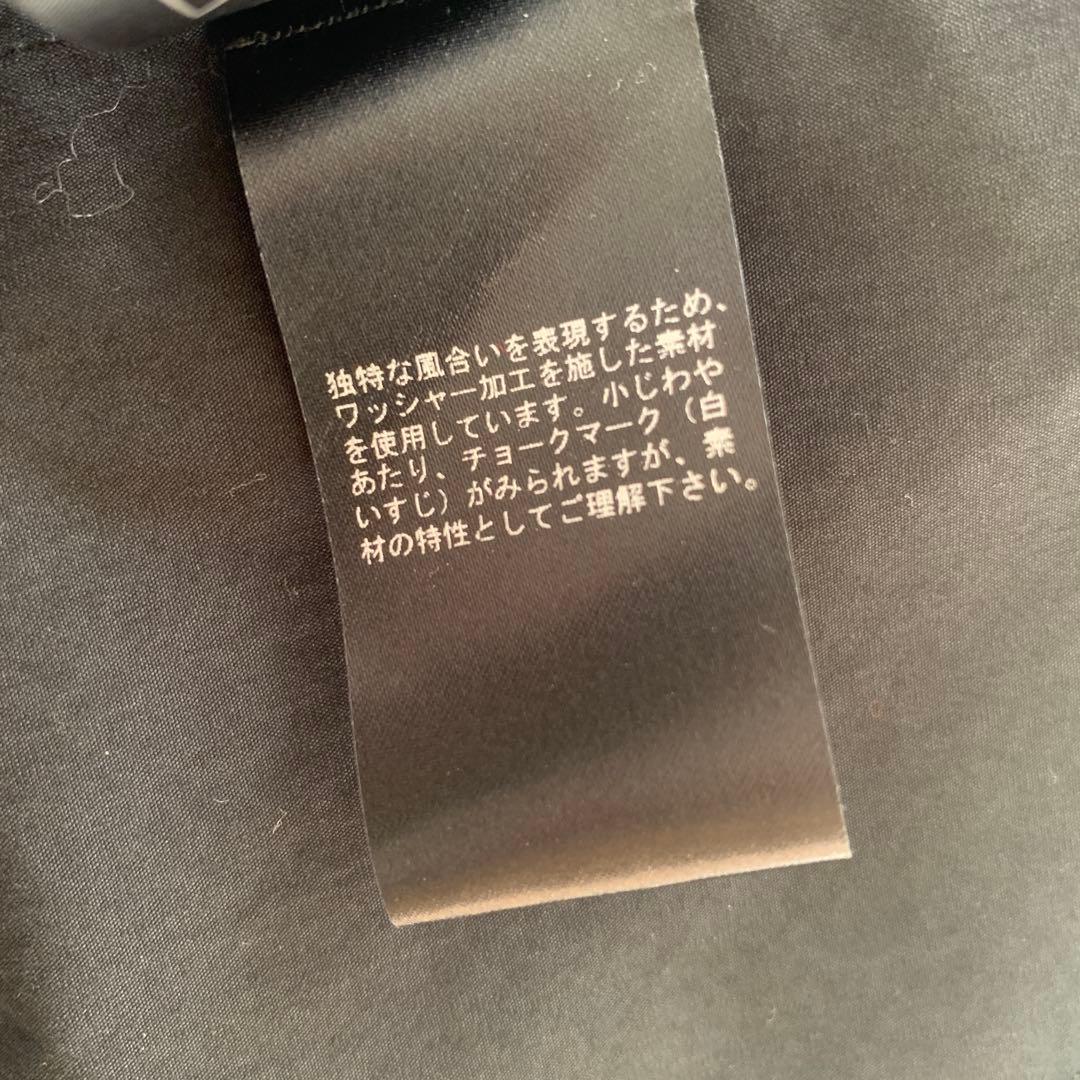 独特な風合いを表現するため、
ワッシャー加工を施した素材
を使用しています。小じわや
あたり、チョークマーク（白
いすじ）がみられますが、素
材の特性としてご理解下さい。